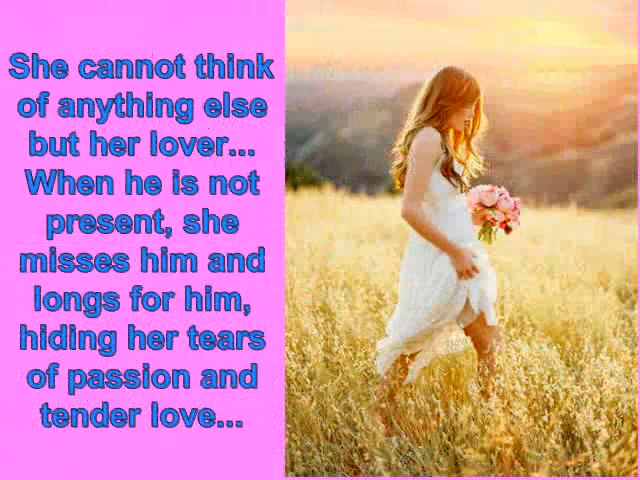 She cannot think
of anything else
but her lover...
When he is not
present, she
misses him and
longs for him,
hiding her tears
of passion and
tender love...